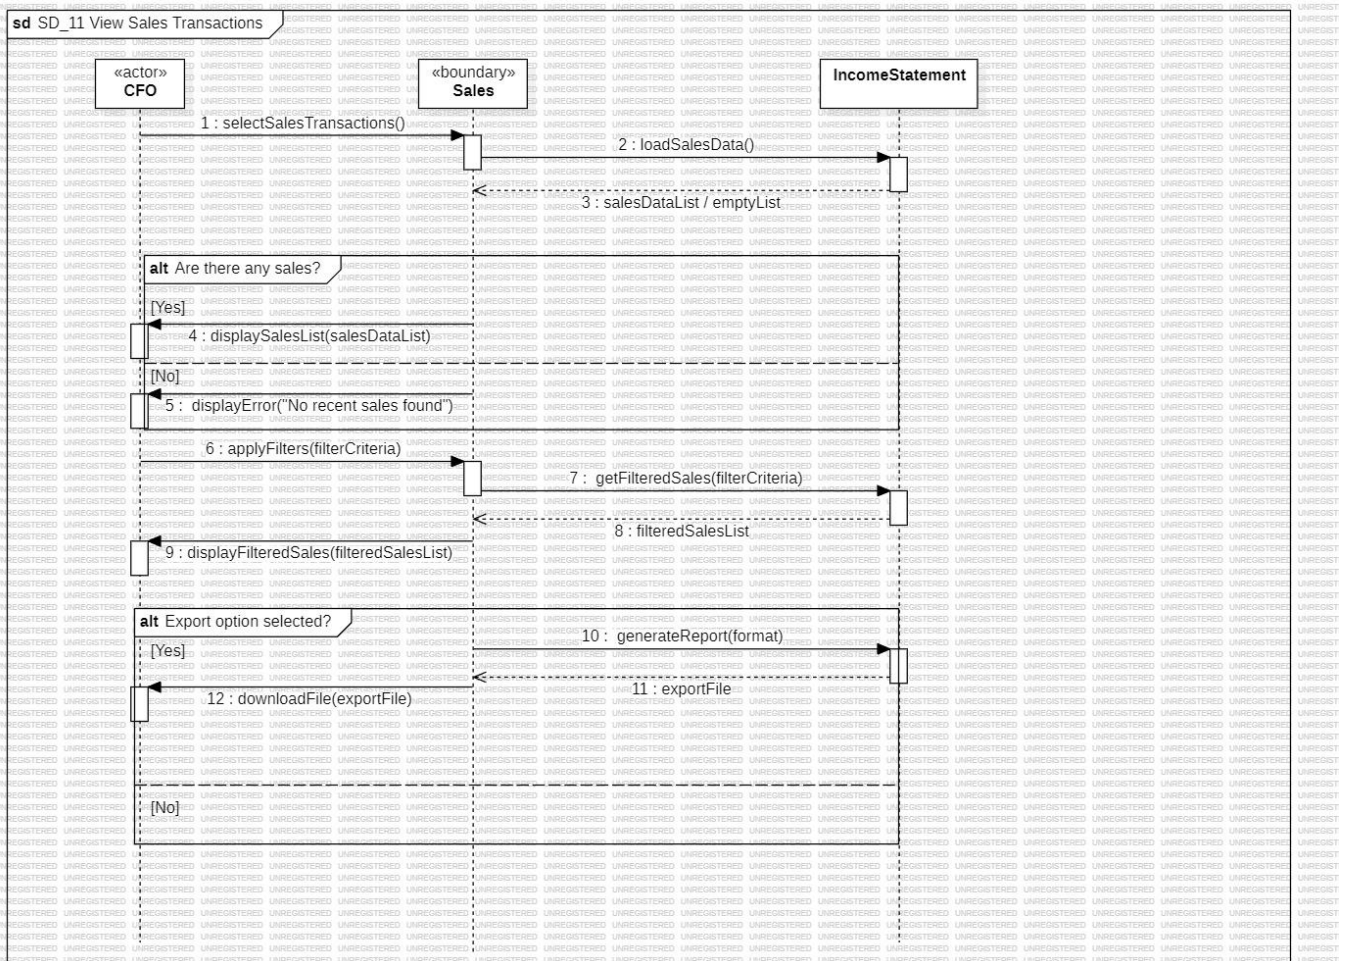 sd SD_11 View Sales Transactions
«actor»
CFO
«boundary»
Sales
IncomeStatement
1 : selectSalesTransactions()
2 : loadSalesData()
3 : salesDataList / emptyList
alt Are there any sales?
[Yes]
4 : displaySalesList(salesDataList)
[No]
5 : displayError("No recent sales found")
6 : applyFilters(filterCriteria)
7 : getFilteredSales(filterCriteria)
8 : filteredSalesList
9 : displayFilteredSales(filteredSalesList)
alt Export option selected?
[Yes]
10 : generateReport(format)
11 : exportFile
12 : downloadFile(exportFile)
[No]
UNREGISTERED